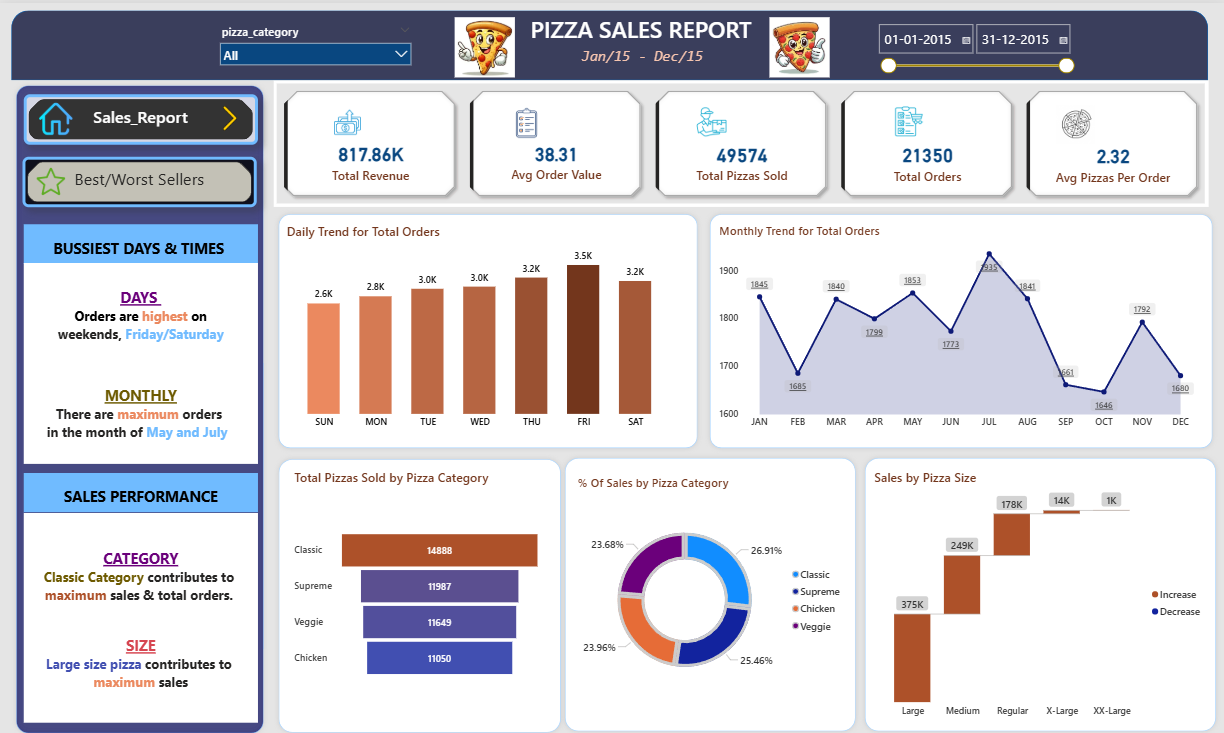 pizza_category
All
PIZZA SALES REPORT
Jan/15 - Dec/15
01-01-2015
31-12-2015
Sales_Report
Best/Worst Sellers
817.86K
Total Revenue
38.31
Avg Order Value
49574
Total Pizzas Sold
21350
Total Orders
2.32
Avg Pizzas Per Order
BUSSIEST DAYS & TIMES
DAYS
Orders are highest on
weekends, Friday/Saturday
MONTHLY
There are maximum orders
in the month of May and July
SALES PERFORMANCE
CATEGORY
Classic Category contributes to
maximum sales & total orders.
SIZE
Large size pizza contributes to
maximum sales
Daily Trend for Total Orders
2.6K 2.8K 3.0K 3.0K 3.2K 3.5K 3.2K
SUN MON TUE WED THU FRI SAT
Monthly Trend for Total Orders
1900
1800
1700
1600
1845 1685 1840 1799 1853 1773 1935 1841 1661 1646 1792 1680
JAN FEB MAR APR MAY JUN JUL AUG SEP OCT NOV DEC
Total Pizzas Sold by Pizza Category
Classic 14888
Supreme 11987
Veggie 11649
Chicken 11050
% Of Sales by Pizza Category
23.68%
26.91%
23.96%
25.46%
Classic
Supreme
Chicken
Veggie
Sales by Pizza Size
375K 249K 178K 14K 1K
Large Medium Regular X-Large XX-Large
Increase
Decrease